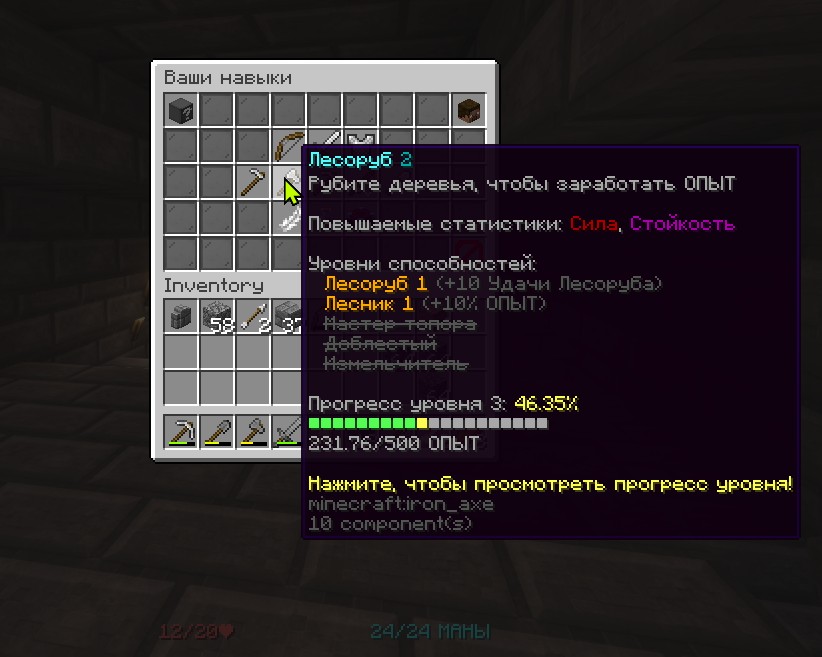 Ваши навыки
Лесоруб 2
Рубите деревья, чтобы заработать ОПЫТ
Повышаемые статистики: Сила, Стойкость
Уровни способностей:
Лесоруб 1 (+10 Удачи Лесоруба)
Лесник 1 (+10% ОПЫТ)
Мастер топора
Доблестый
Измельчитель
Прогресс уровня 3: 46.35%
231.76/500 ОПЫТ
Нажмите, чтобы просмотреть прогресс уровня!
minecraft:iron_axe
10 component(s)
Inventory
58 2 37
12/20❤ 24/24 МАНЫ